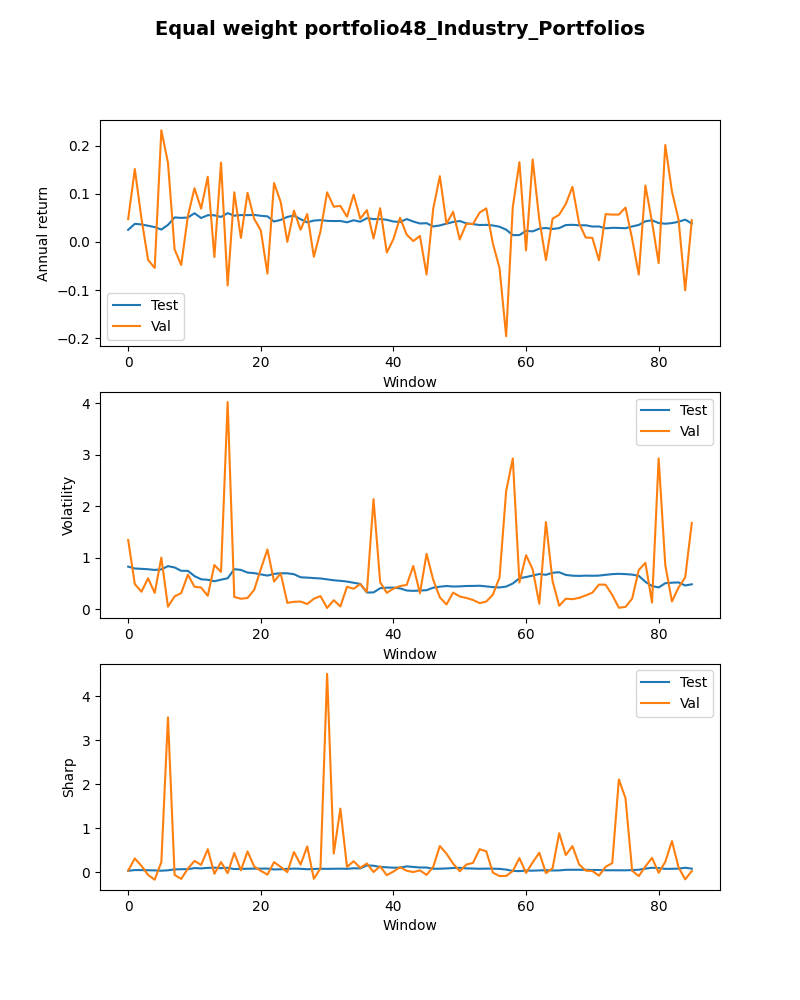 Equal weight portfolio48_Industry_Portfolios
Annual return
0.2
0.1
0.0
−0.1
−0.2
Test
Val
0 20 40 60 80
Window
Volatility
4
3
2
1
0
Test
Val
0 20 40 60 80
Window
Sharp
4
3
2
1
0
Test
Val
0 20 40 60 80
Window